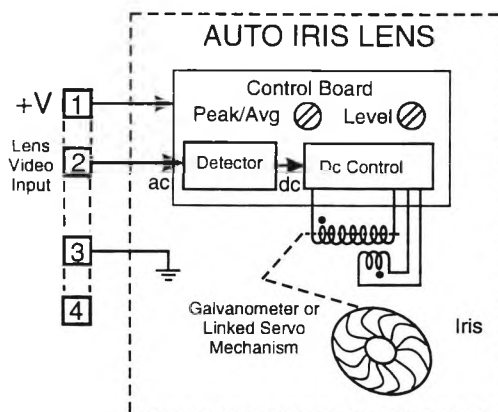 AUTO IRIS LENS
Control Board
Peak/Avg
Level
+V
1
Lens
Video
Input
2
ac
Detector
dc
Dc Control
3
4
Galvanometer or
Linked Servo
Mechanism
Iris